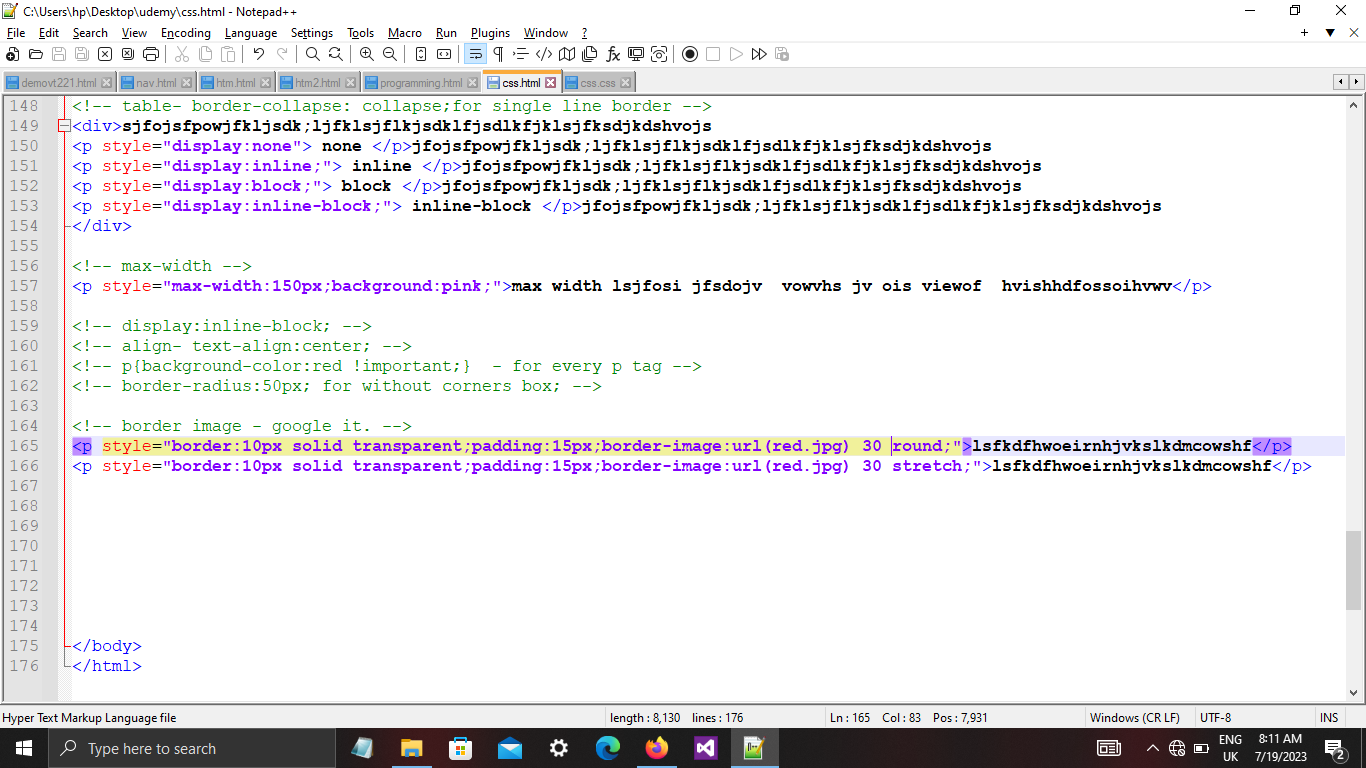 C:\Users\hp\Desktop\udemy\css.html - Notepad++
File Edit Search View Encoding Language Settings Tools Macro Run Plugins Window ?
demovt221.html nav.html htm.html htm2.html programming.html css.html css.css
148 <!-- table- border-collapse: collapse;for single line border -->
149 <div>sjfojsfpowjfkljsdk;ljfklsjflkjsdklfjsdlkfjklsjfksdjkdshvojs
150 <p style="display:none"> none </p>jfojsfpowjfkljsdk;ljfklsjflkjsdklfjsdlkfjklsjfksdjkdshvojs
151 <p style="display:inline;"> inline </p>jfojsfpowjfkljsdk;ljfklsjflkjsdklfjsdlkfjklsjfksdjkdshvojs
152 <p style="display:block;"> block </p>jfojsfpowjfkljsdk;ljfklsjflkjsdklfjsdlkfjklsjfksdjkdshvojs
153 <p style="display:inline-block;"> inline-block </p>jfojsfpowjfkljsdk;ljfklsjflkjsdklfjsdlkfjklsjfksdjkdshvojs
154 </div>
155
156 <!-- max-width -->
157 <p style="max-width:150px;background:pink;">max width lsjfosi jfsdojv  vowvhs jv ois viewof  hvishhdfossoihvwv</p>
158
159 <!-- display:inline-block; -->
160 <!-- align- text-align:center; -->
161 <!-- p{background-color:red !important;}  - for every p tag -->
162 <!-- border-radius:50px; for without corners box; -->
163
164 <!-- border image - google it. -->
165 <p style="border:10px solid transparent;padding:15px;border-image:url(red.jpg) 30 round;">lsfkdfhwoeirnhjvkslkdmcowshf</p>
166 <p style="border:10px solid transparent;padding:15px;border-image:url(red.jpg) 30 stretch;">lsfkdfhwoeirnhjvkslkdmcowshf</p>
167
168
169
170
171
172
173
174
175 </body>
176 </html>
Hyper Text Markup Language file length : 8,130 lines : 176 Ln : 165 Col : 83 Pos : 7,931 Windows (CR LF) UTF-8 INS
Type here to search
ENG 8:11 AM
UK 7/19/2023 2